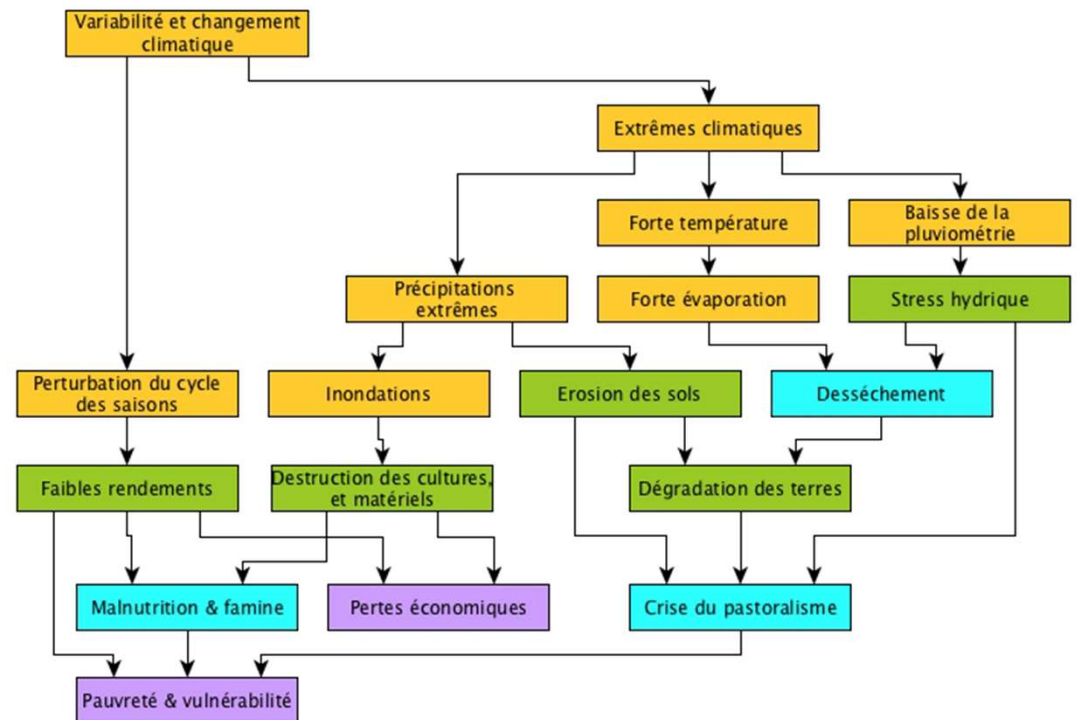 Variabilité et changement
climatique
Extrêmes climatiques
Forte température
Baisse de la
pluviométrie
Précipitations
extrêmes
Forte évaporation
Stress hydrique
Perturbation du cycle
des saisons
Inondations
Erosion des sols
Desséchement
Faibles rendements
Destruction des cultures,
et matériels
Dégradation des terres
Malnutrition & famine
Pertes économiques
Crise du pastoralisme
Pauvreté & vulnérabilité